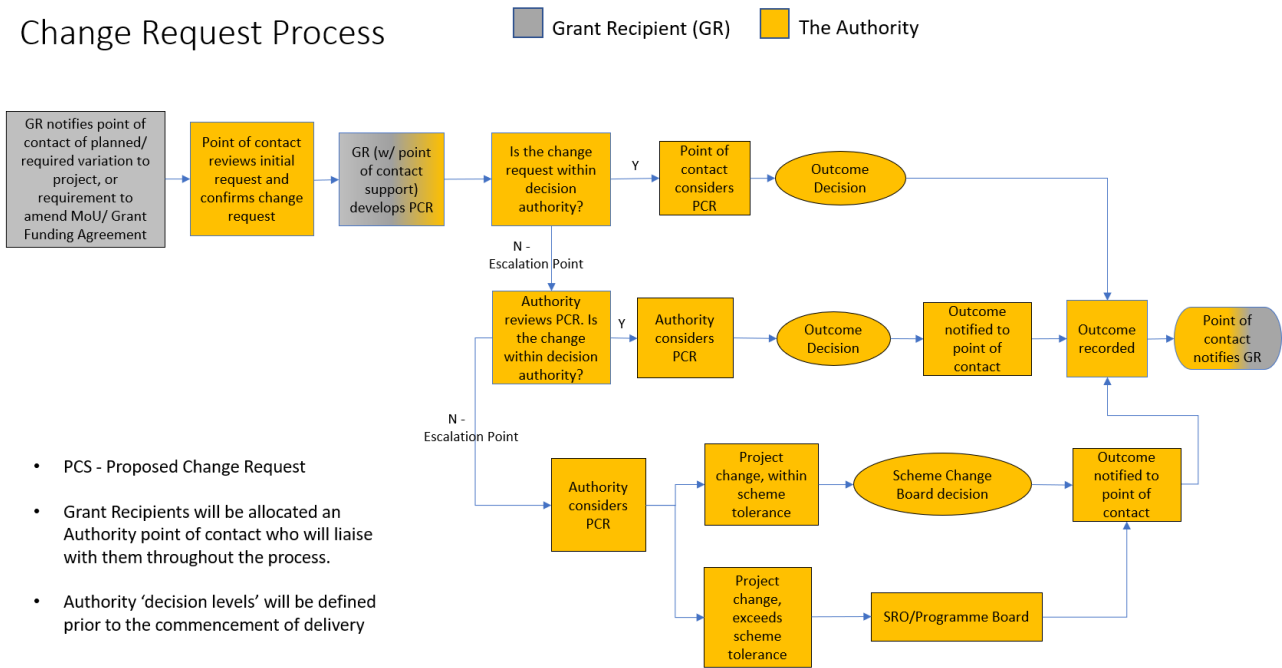 Change Request Process
Grant Recipient (GR)
The Authority
GR notifies point of
contact of planned/
required variation to
project, or
requirement to
amend MoU/ Grant
Funding Agreement
Point of contact
reviews initial
request and
confirms change
request
GR (w/ point
of contact
support)
develops PCR
Is the change
request within
decision
authority?
Y
Point of
contact
considers
PCR
Outcome
Decision
N -
Escalation Point
Authority
reviews PCR. Is
the change
within decision
authority?
Y
Authority
considers
PCR
Outcome
Decision
Outcome
notified to
point of
contact
Outcome
recorded
Point of
contact
notifies GR
N -
Escalation Point
Authority
considers
PCR
Project
change, within
scheme
tolerance
Scheme Change
Board decision
Outcome
notified to
point of
contact
Project
change,
exceeds
scheme
tolerance
SRO/Programme Board
• PCS - Proposed Change Request
• Grant Recipients will be allocated an
Authority point of contact who will liaise
with them throughout the process.
• Authority ‘decision levels’ will be defined
prior to the commencement of delivery